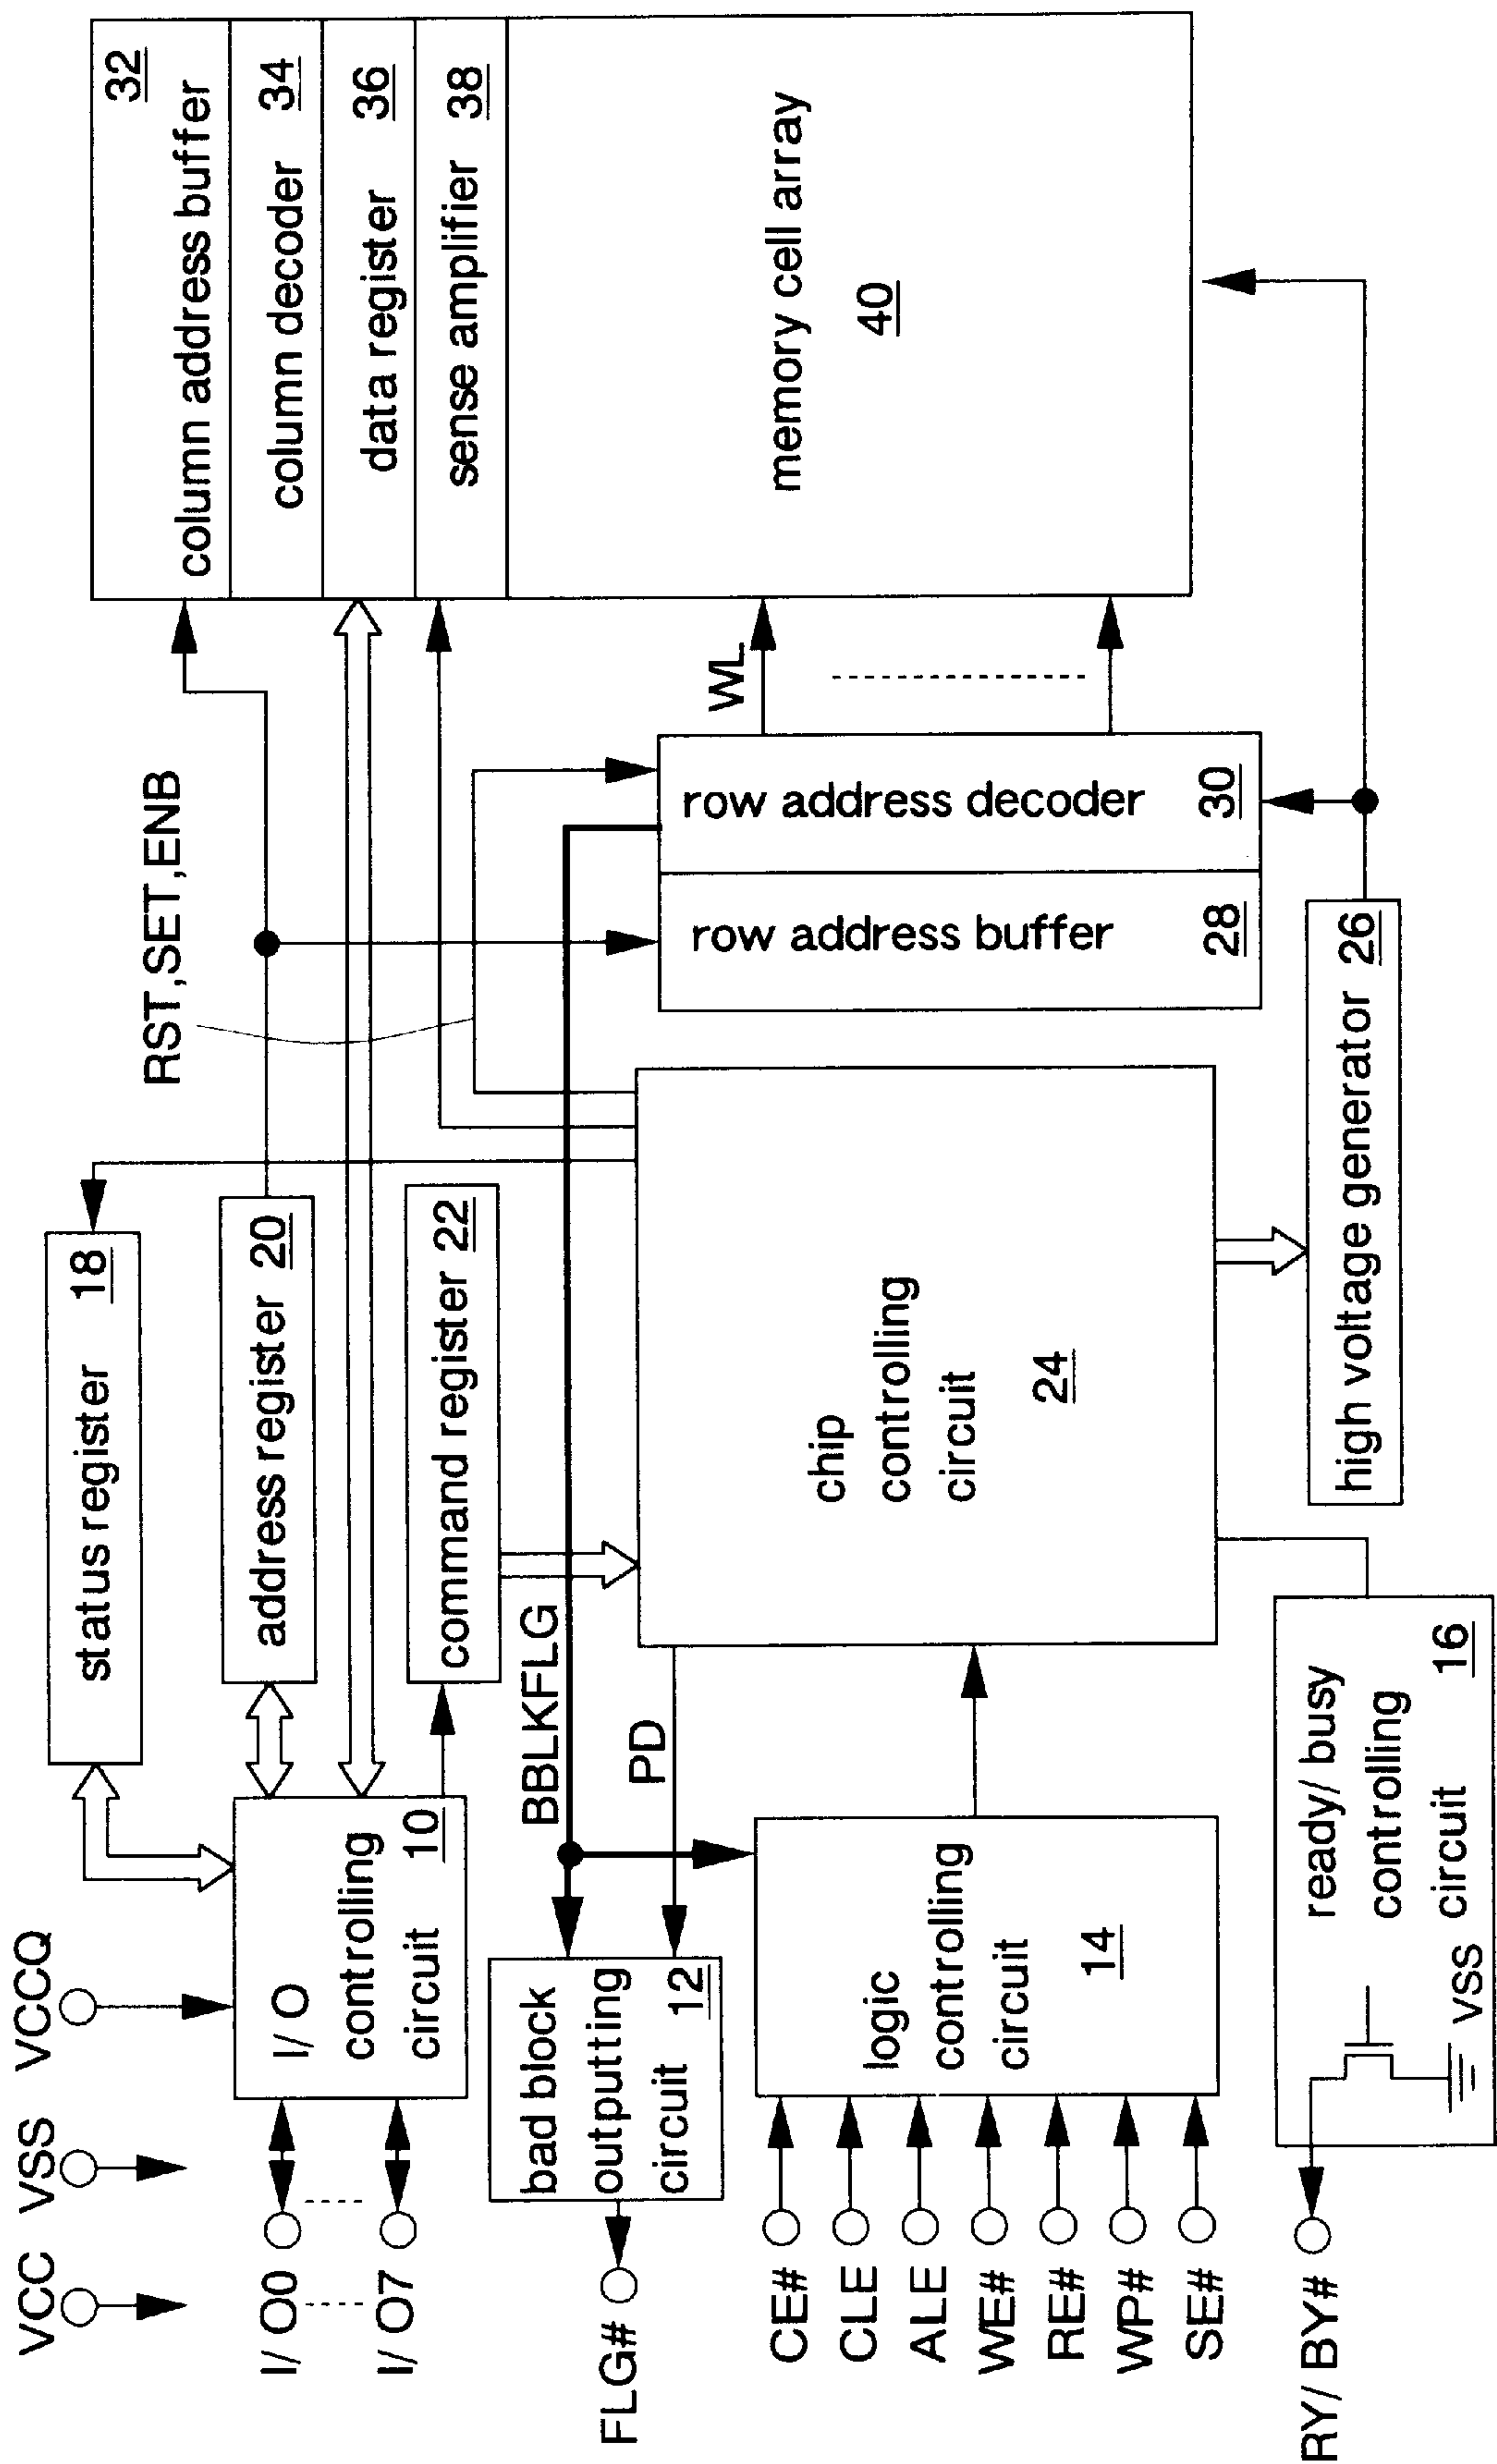 VCC
VSS
VCCQ
I/ O0
I/ O7
FLG#
CE#
CLE
ALE
WE#
RE#
WP#
SE#
RY/ BY#
I/ O
controlling
circuit 10
bad block
outputting
circuit 12
logic
controlling
circuit
14
ready/ busy
controlling
circuit 16
VSS
BBLKFLG
PD
status register 18
address register 20
command register 22
chip
controlling
circuit
24
high voltage generator 26
RST,SET,ENB
row address buffer 28
row address decoder 30
WL
32
column address buffer
column decoder 34
data register 36
sense amplifier 38
memory cell array
40